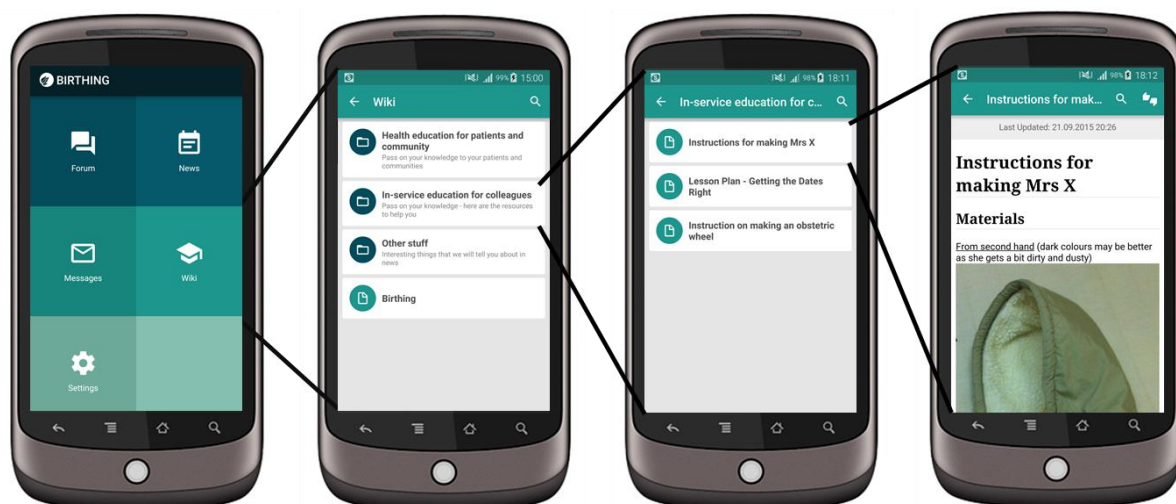 BIRTHING
Forum
News
Messages
Wiki
Settings
99% 15:00
Wiki
Health education for patients and
community
Pass on your knowledge to your patients and
communities
In-service education for colleagues
Pass on your knowledge - here are the resources
to help you
Other stuff
Interesting things that we will tell you about in
news
Birthing
98% 18:11
In-service education for c...
Instructions for making Mrs X
Lesson Plan - Getting the Dates
Right
Instruction on making an obstetric
wheel
98% 18:12
Instructions for mak...
Last Updated: 21.09.2015 20:26
Instructions for
making Mrs X
Materials
From second hand (dark colours may be better
as she gets a bit dirty and dusty)